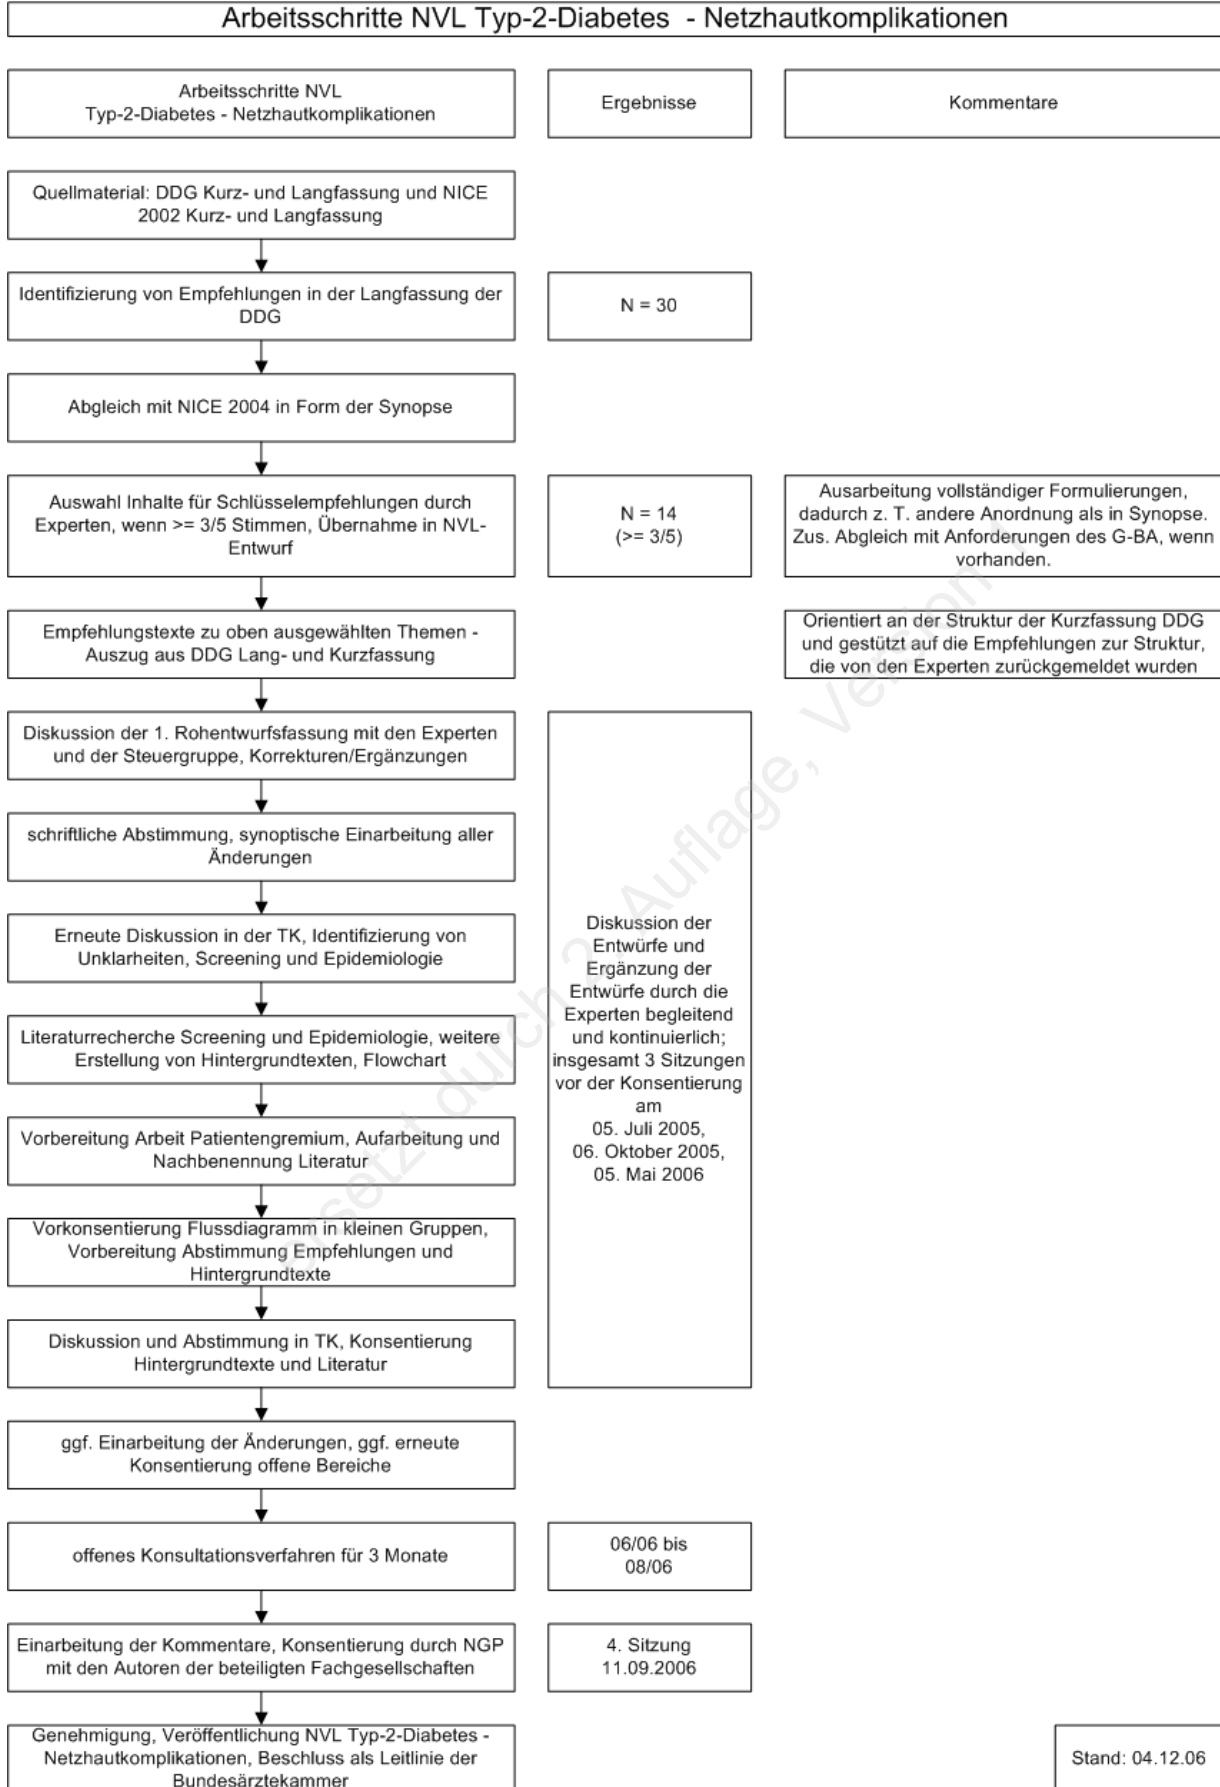 Arbeitsschritte NVL Typ-2-Diabetes - Netzhautkomplikationen
Arbeitsschritte NVL
Typ-2-Diabetes - Netzhautkomplikationen
Ergebnisse
Kommentare
Quellmaterial: DDG Kurz- und Langfassung und NICE
2002 Kurz- und Langfassung
Identifizierung von Empfehlungen in der Langfassung der
DDG
N = 30
Abgleich mit NICE 2004 in Form der Synopse
Auswahl Inhalte für Schlüsselempfehlungen durch
Experten, wenn >= 3/5 Stimmen, Übernahme in NVL-
Entwurf
N = 14
(>= 3/5)
Ausarbeitung vollständiger Formulierungen,
dadurch z. T. andere Anordnung als in Synopse.
Zus. Abgleich mit Anforderungen des G-BA, wenn
vorhanden.
Empfehlungstexte zu oben ausgewählten Themen -
Auszug aus DDG Lang- und Kurzfassung
Orientiert an der Struktur der Kurzfassung DDG
und gestützt auf die Empfehlungen zur Struktur,
die von den Experten zurückgemeldet wurden
Diskussion der 1. Rohentwurfsfassung mit den Experten
und der Steuergruppe, Korrekturen/Ergänzungen
schriftliche Abstimmung, synoptische Einarbeitung aller
Änderungen
Erneute Diskussion in der TK, Identifizierung von
Unklarheiten, Screening und Epidemiologie
Literaturrecherche Screening und Epidemiologie, weitere
Erstellung von Hintergrundtexten, Flowchart
Vorbereitung Arbeit Patientengremium, Aufarbeitung und
Nachbenennung Literatur
Vorkonsentierung Flussdiagramm in kleinen Gruppen,
Vorbereitung Abstimmung Empfehlungen und
Hintergrundtexte
Diskussion und Abstimmung in TK, Konsentierung
Hintergrundtexte und Literatur
Diskussion der
Entwürfe und
Ergänzung der
Entwürfe durch die
Experten begleitend
und kontinuierlich;
insgesamt 3 Sitzungen
vor der Konsentierung
am
05. Juli 2005,
06. Oktober 2005,
05. Mai 2006
ggf. Einarbeitung der Änderungen, ggf. erneute
Konsentierung offene Bereiche
offenes Konsultationsverfahren für 3 Monate
06/06 bis
08/06
Einarbeitung der Kommentare, Konsentierung durch NGP
mit den Autoren der beteiligten Fachgesellschaften
4. Sitzung
11.09.2006
Genehmigung, Veröffentlichung NVL Typ-2-Diabetes -
Netzhautkomplikationen, Beschluss als Leitlinie der
Bundesärztekammer
Stand: 04.12.06
ersetzt durch 2. Auflage, Version 1